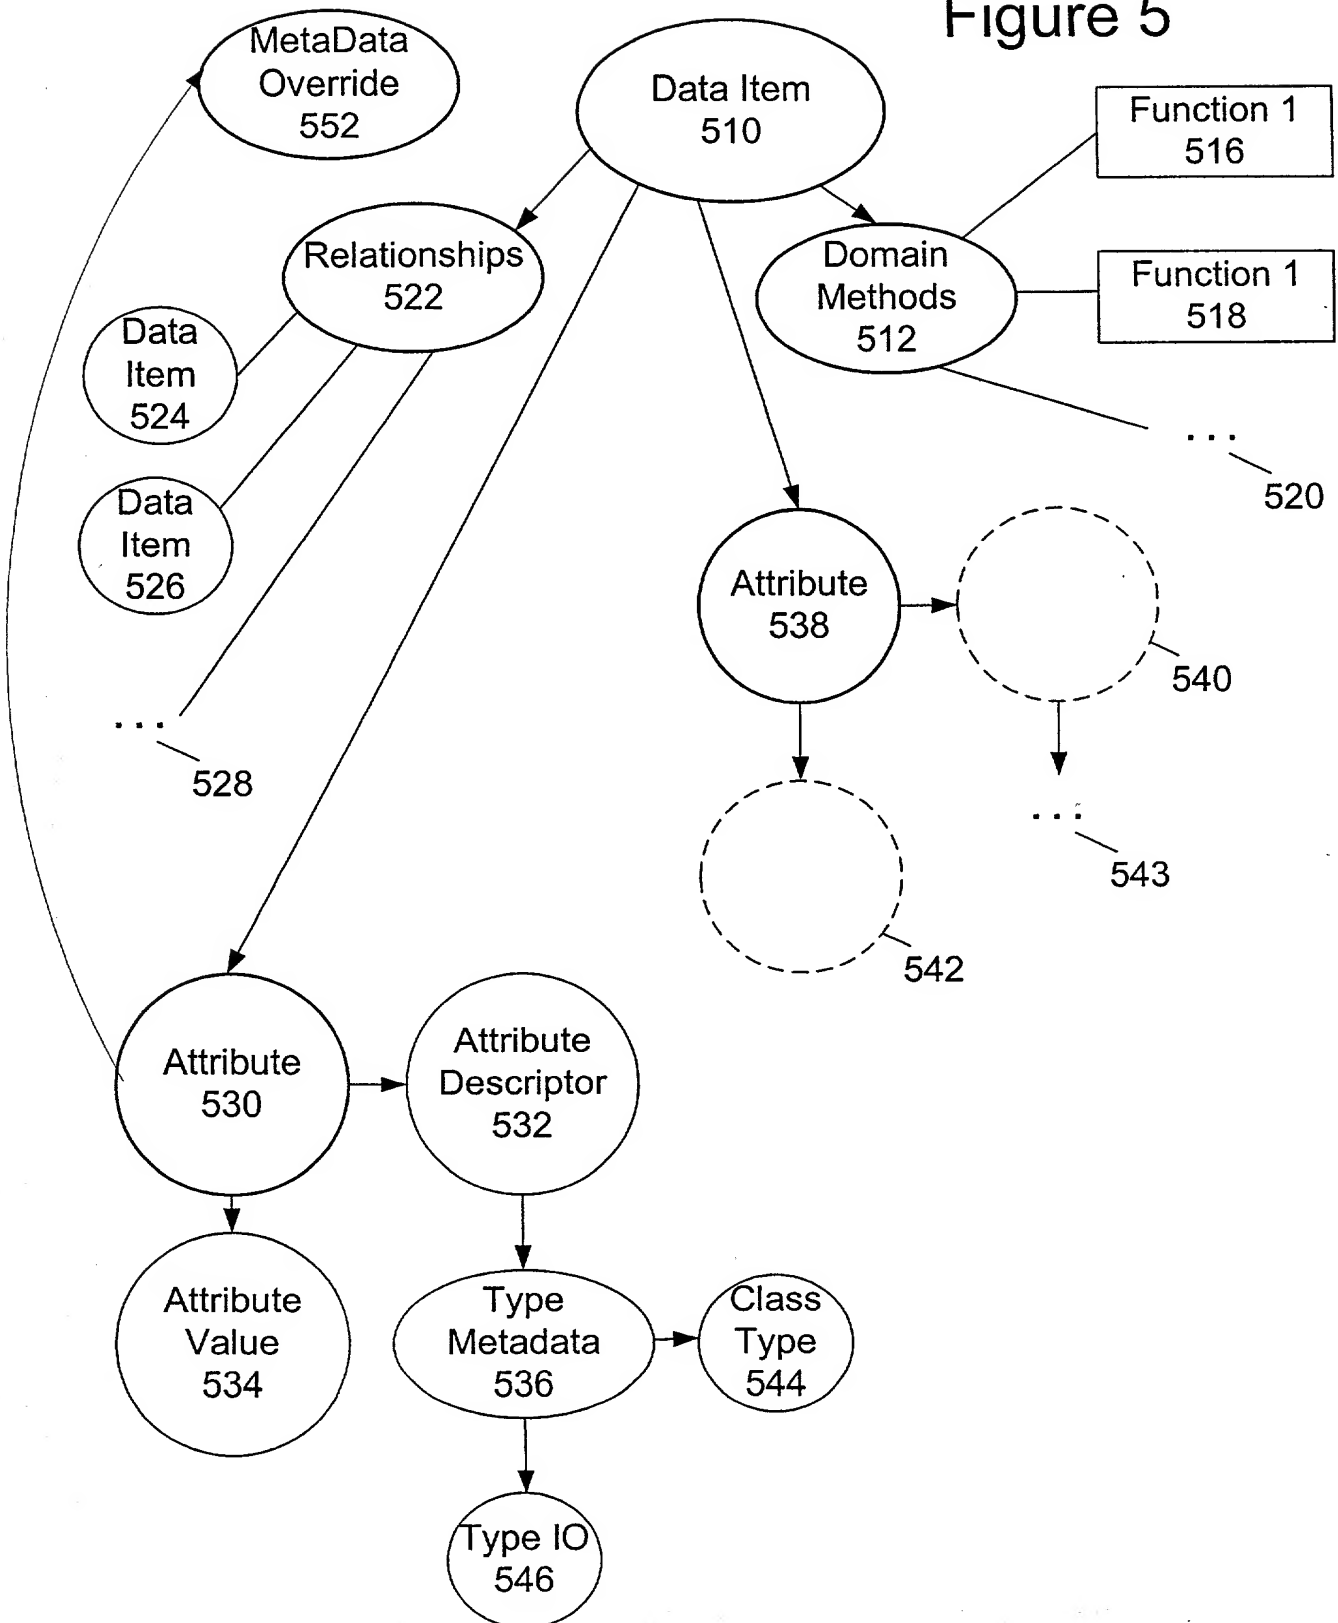 Figure 5
MetaData
Override
552
Data Item
510
Function 1
516
Relationships
522
Domain
Methods
512
Function 1
518
Data
Item
524
...
520
Data
Item
526
Attribute
538
540
...
528
...
543
542
Attribute
530
Attribute
Descriptor
532
Attribute
Value
534
Type
Metadata
536
Class
Type
544
Type IO
546